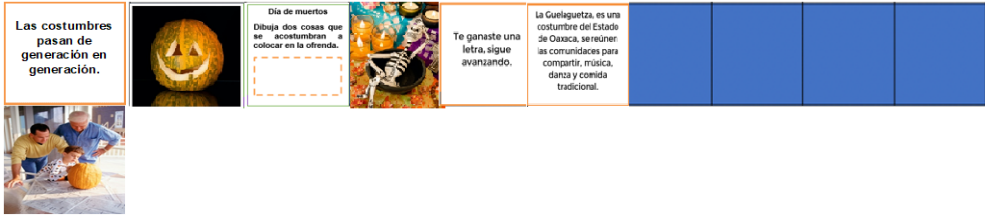 Las costumbres
pasan de
generación en
generación.
Día de muertos
Dibuja dos cosas que
se acostumbran a
colocar en la ofrenda.
Te ganaste una
letra, sigue
avanzando.
La Guelaguetza, es una
costumbre del Estado
de Oaxaca, se reúnen
las comunidaces para
compartir, música,
danza y comida
tradicional.